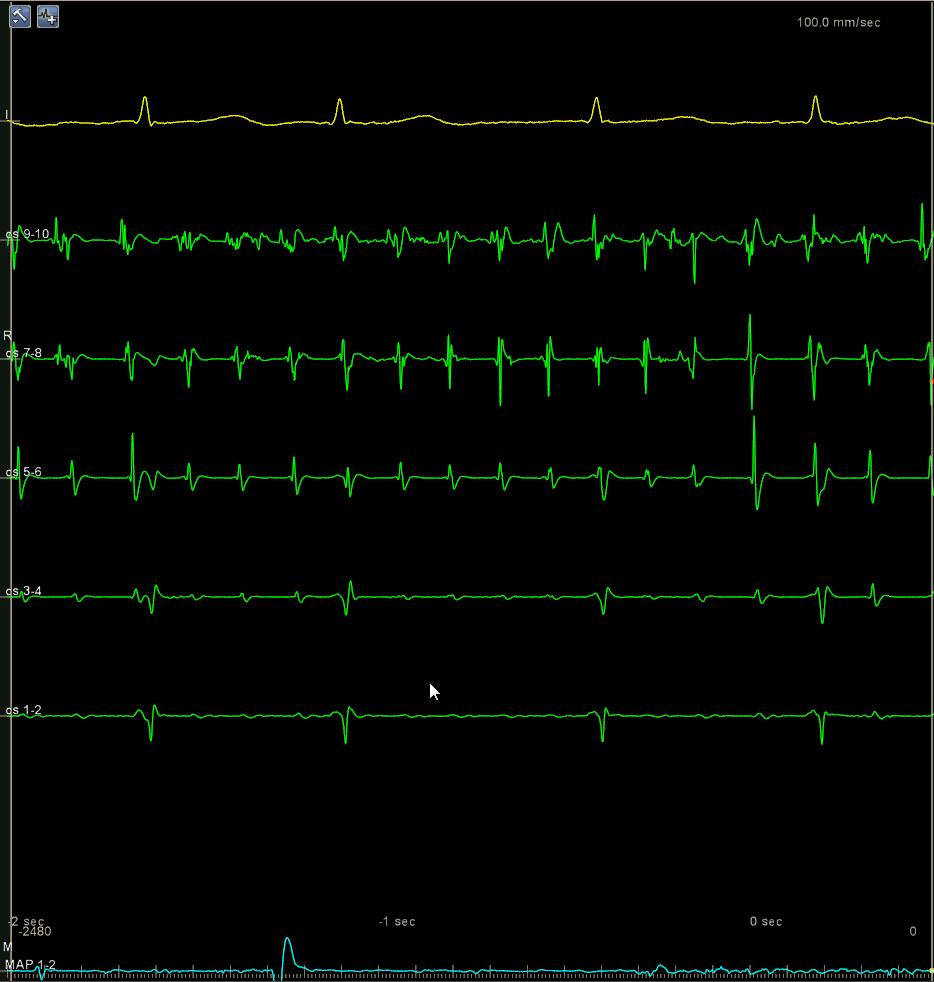 100.0 mm/sec
I
cs 9-10
R
cs 7-8
cs 5-6
cs 3-4
cs 1-2
-2 sec
-1 sec
0 sec
-2480
0
M
MAP 1-2